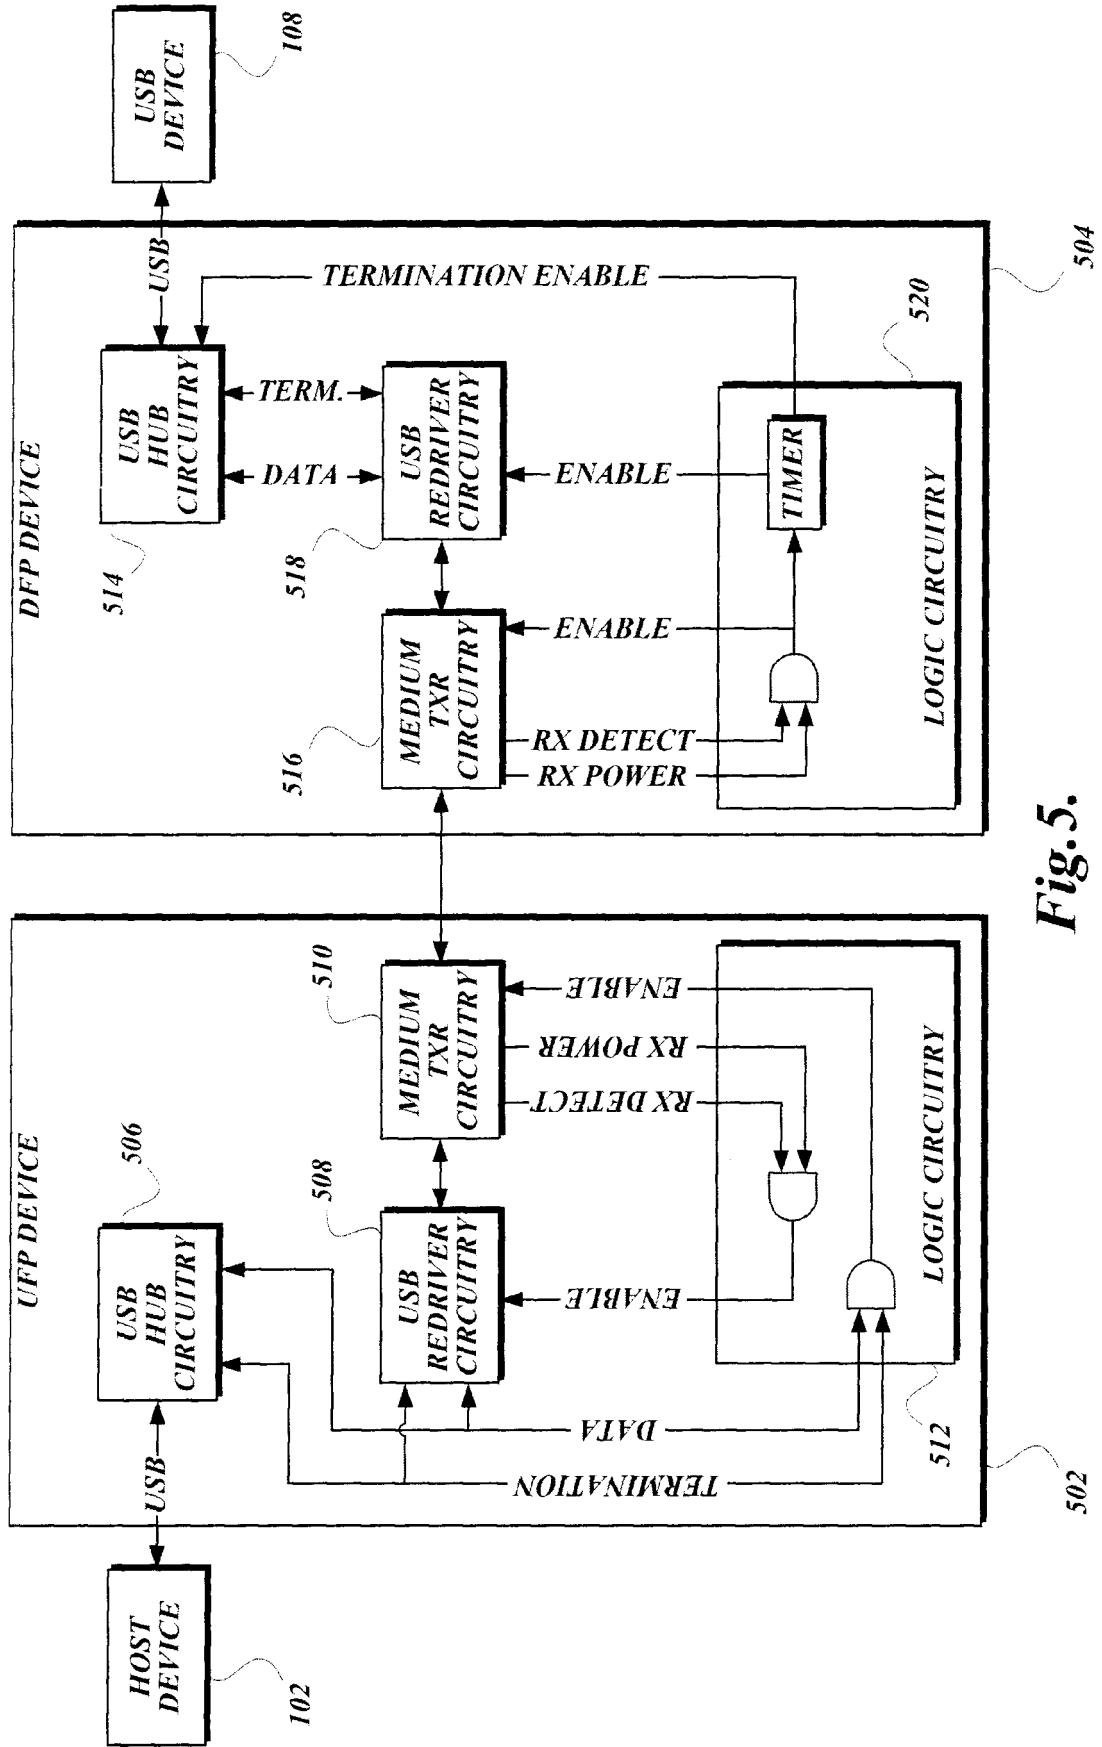 HOST
DEVICE
102
USB
UFP DEVICE
USB
HUB
CIRCUITRY
506
TERMINATION
DATA
USB
REDRIVER
CIRCUITRY
508
MEDIUM
TXR
CIRCUITRY
510
ENABLE
RX DETECT
RX POWER
ENABLE
LOGIC CIRCUITRY
512
502
DFP DEVICE
USB
HUB
CIRCUITRY
514
USB
USB
DEVICE
108
DATA
TERM.
TERMINATION ENABLE
MEDIUM
TXR
CIRCUITRY
516
USB
REDRIVER
CIRCUITRY
518
RX DETECT
RX POWER
ENABLE
ENABLE
TIMER
LOGIC CIRCUITRY
520
504
Fig.5.